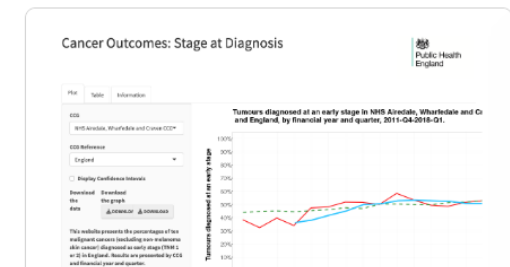 Cancer Outcomes: Stage at Diagnosis
Public Health
England
Plot Table Information
CCG
NHS Airedale, Wharfedale and Craven CCG
CCG Reference
England
Display Confidence Intervals
Download the data
Download the graph
DOWNLOAD
This website presents the percentages of ten
malignant cancers (excluding non-melanoma
skin cancer) diagnosed as early stage (TNM 1
or 2) in England. Results are presented by CCG
and financial year and quarter.
Tumours diagnosed at an early stage in NHS Airedale, Wharfedale and Cr
and England, by financial year and quarter, 2011-Q4-2018-Q1.
Tumours diagnosed at an early stage
100%
90%
80%
70%
60%
50%
40%
30%
20%
10%